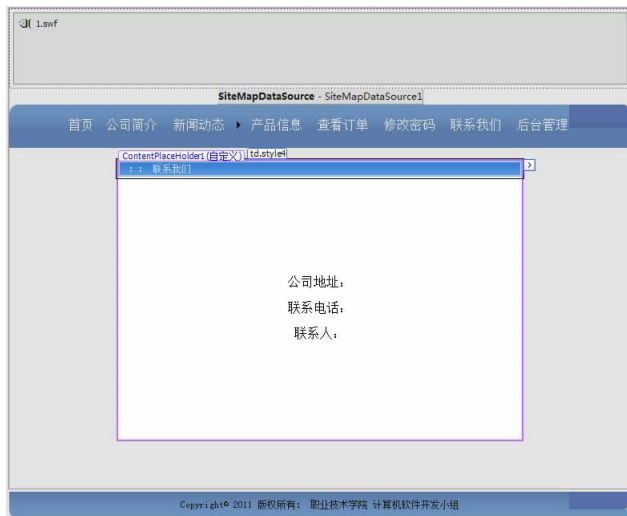 1.swf
SiteMapDataSource - SiteMapDataSource1
首页 公司简介 新闻动态 产品信息 查看订单 修改密码 联系我们 后台管理
ContentPlaceHolder1 (自定义) td.style4
:: 联系我们
公司地址：
联系电话：
联系人：
Copyright© 2011 版权所有： 职业技术学院 计算机软件开发小组